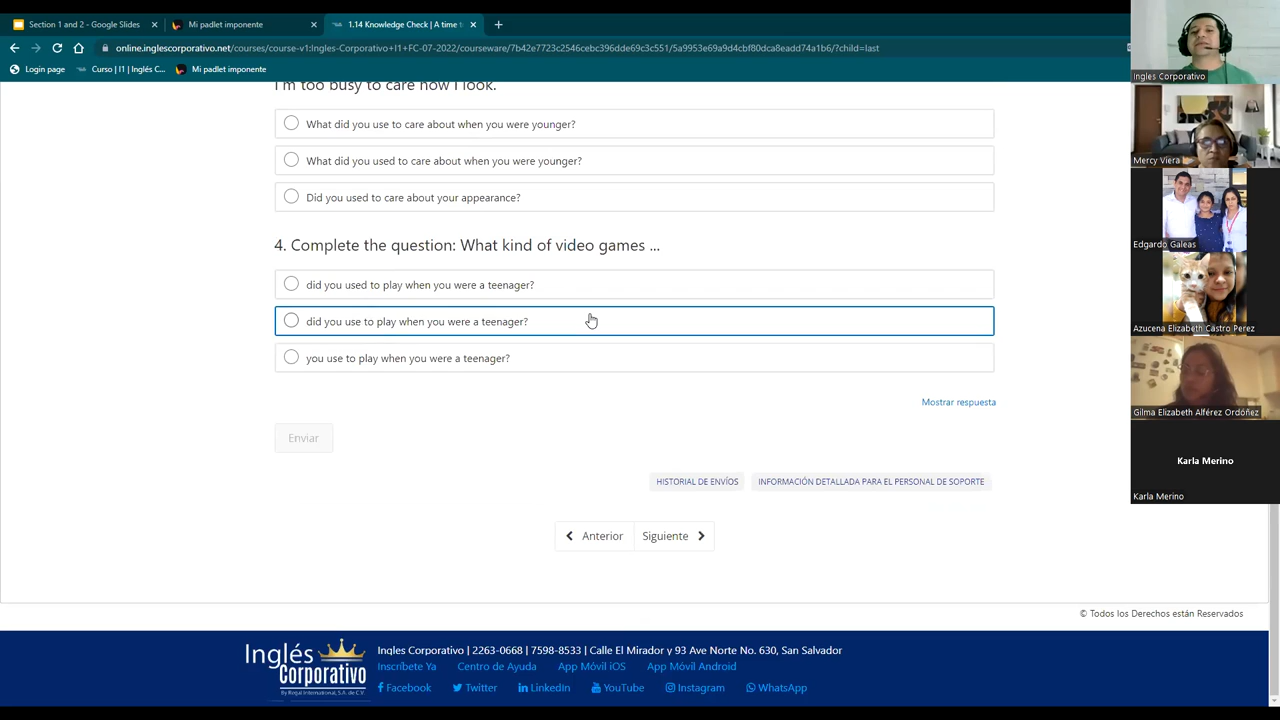 Section 1 and 2 - Google Slides
Mi padlet imponente
1.14 Knowledge Check | A time t
online.inglescorporativo.net/courses/course-v1:Ingles-Corporativo+I1+FC-07-2022/courseware/7b42e7723c2546cebc396dde69c3c551/5a9953e69a9d4cbf80dca8eadd74a1b6/?child=last
Login page
Curso | I1 | Inglés C...
Mi padlet imponente
I'm too busy to care how I look.
What did you use to care about when you were younger?
What did you used to care about when you were younger?
Did you used to care about your appearance?
4. Complete the question: What kind of video games ...
did you used to play when you were a teenager?
did you use to play when you were a teenager?
you use to play when you were a teenager?
Mostrar respuesta
Enviar
HISTORIAL DE ENVÍOS
INFORMACIÓN DETALLADA PARA EL PERSONAL DE SOPORTE
Anterior
Siguiente
© Todos los Derechos están Reservados
Inglés
Corporativo
By Royal International, S.A. de C.V.
Ingles Corporativo | 2263-0668 | 7598-8533 | Calle El Mirador y 93 Ave Norte No. 630, San Salvador
Inscríbete Ya
Centro de Ayuda
App Móvil iOS
App Móvil Android
Facebook
Twitter
LinkedIn
YouTube
Instagram
WhatsApp
Ingles Corporativo
Mercy Viera
Edgardo Galeas
Azucena Elizabeth Castro Perez
Gilma Elizabeth Alférez Ordóñez
Karla Merino
Karla Merino